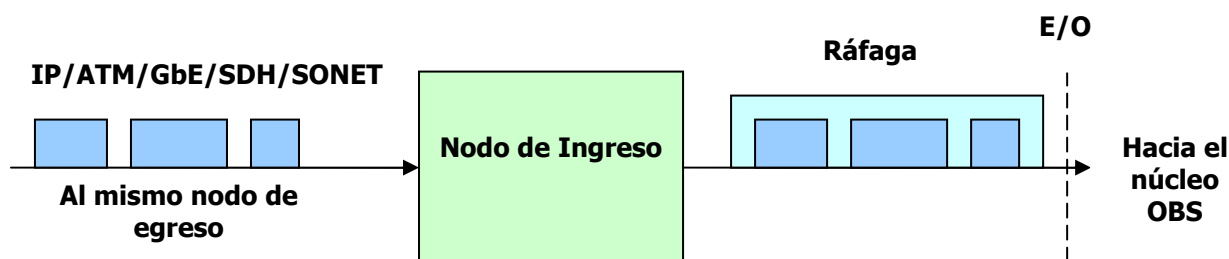 IP/ATM/GbE/SDH/SONET
Al mismo nodo de
egreso
Nodo de Ingreso
Ráfaga
E/O
Hacia el
núcleo
OBS